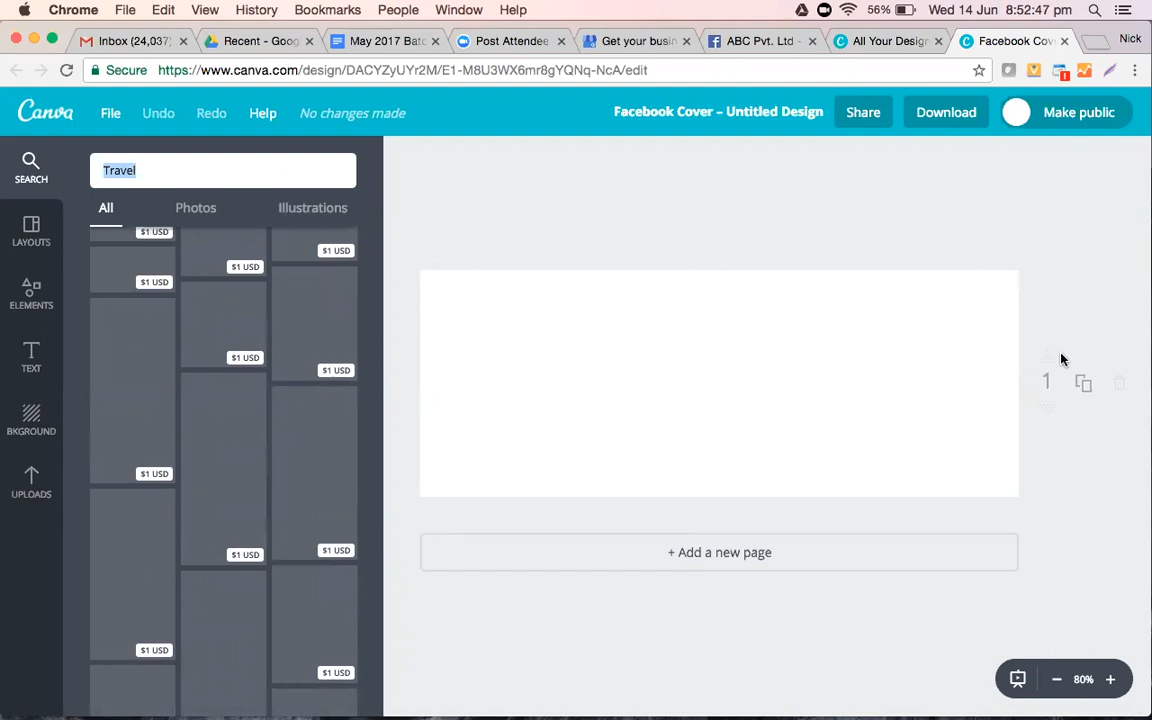 Chrome File Edit View History Bookmarks People Window Help 56% Wed 14 Jun 8:52:47 pm
Inbox (24,037) Recent - Goog May 2017 Batc Post Attendee Get your busin ABC Pvt. Ltd - All Your Design Facebook Cov Nick
Secure https://www.canva.com/design/DACYZyUYr2M/E1-M8U3WX6mr8gYQNq-NcA/edit
Canva File Undo Redo Help No changes made Facebook Cover – Untitled Design Share Download Make public
SEARCH
Travel
All Photos Illustrations
LAYOUTS
ELEMENTS
TEXT
BKGROUND
UPLOADS
$1 USD
$1 USD
$1 USD
$1 USD
$1 USD
$1 USD
$1 USD
$1 USD
$1 USD
$1 USD
$1 USD
$1 USD
1
+ Add a new page
80%